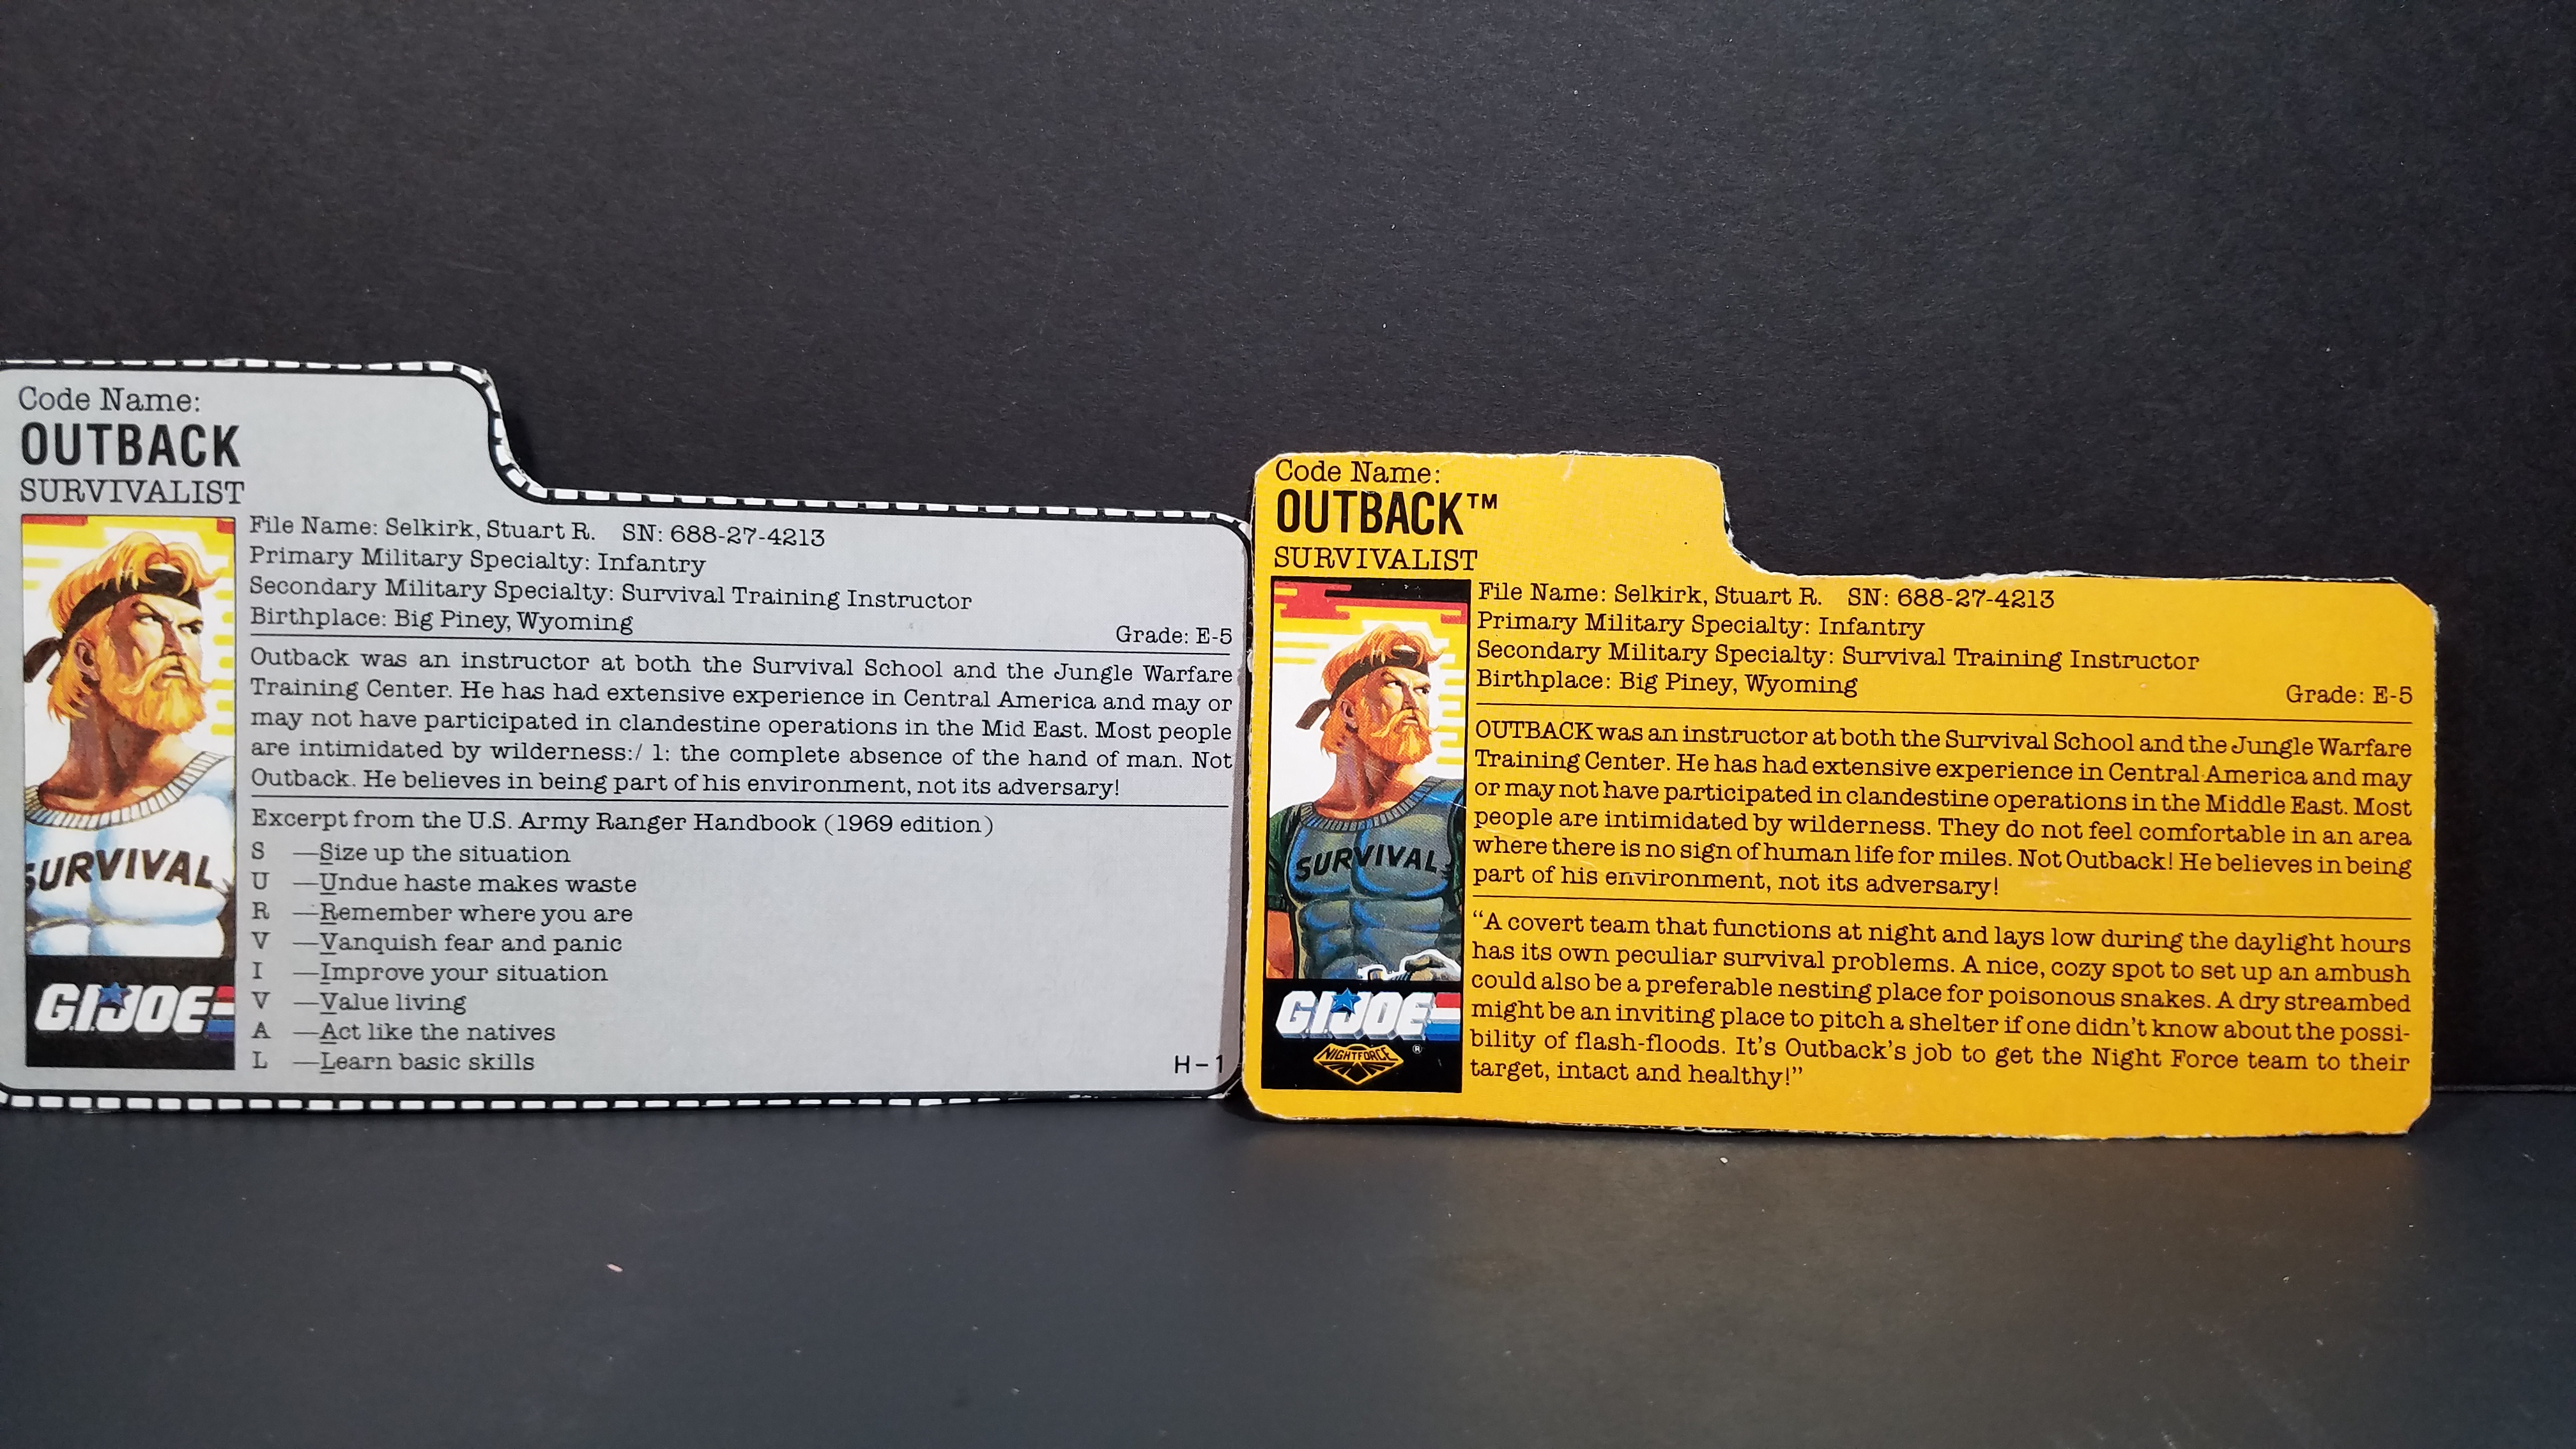 Code Name:
OUTBACK
SURVIVALIST
File Name: Selkirk, Stuart R. SN: 688-27-4213
Primary Military Specialty: Infantry
Secondary Military Specialty: Survival Training Instructor
Birthplace: Big Piney, Wyoming
Grade: E-5
Outback was an instructor at both the Survival School and the Jungle Warfare
Training Center. He has had extensive experience in Central America and may or
may not have participated in clandestine operations in the Mid East. Most people
are intimidated by wilderness:/ 1: the complete absence of the hand of man. Not
Outback. He believes in being part of his environment, not its adversary!
Excerpt from the U.S. Army Ranger Handbook (1969 edition)
S —Size up the situation
U —Undue haste makes waste
R —Remember where you are
V —Vanquish fear and panic
I —Improve your situation
V —Value living
A —Act like the natives
L —Learn basic skills
H-1
SURVIVAL
G.I.JOE
Code Name:
OUTBACK™
SURVIVALIST
File Name: Selkirk, Stuart R. SN: 688-27-4213
Primary Military Specialty: Infantry
Secondary Military Specialty: Survival Training Instructor
Birthplace: Big Piney, Wyoming
Grade: E-5
OUTBACK was an instructor at both the Survival School and the Jungle Warfare
Training Center. He has had extensive experience in Central America and may
or may not have participated in clandestine operations in the Middle East. Most
people are intimidated by wilderness. They do not feel comfortable in an area
where there is no sign of human life for miles. Not Outback! He believes in being
part of his environment, not its adversary!
“A covert team that functions at night and lays low during the daylight hours
has its own peculiar survival problems. A nice, cozy spot to set up an ambush
could also be a preferable nesting place for poisonous snakes. A dry streambed
might be an inviting place to pitch a shelter if one didn't know about the possi-
bility of flash-floods. It's Outback's job to get the Night Force team to their
target, intact and healthy!”
SURVIVAL
G.I.JOE
NIGHTFORCE ®